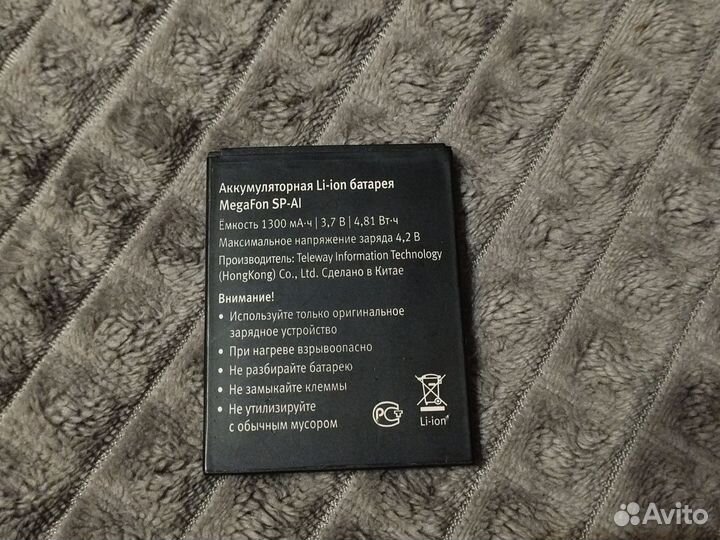 Аккумуляторная Li-ion батарея
MegaFon SP-AI
Ёмкость 1300 мА·ч | 3,7 В | 4,81 Вт·ч
Максимальное напряжение заряда 4,2 В
Производитель: Teleway Information Technology
(HongKong) Co., Ltd. Сделано в Китае
Внимание!
• Используйте только оригинальное
зарядное устройство
• При нагреве взрывоопасно
• Не разбирайте батарею
• Не замыкайте клеммы
• Не утилизируйте
с обычным мусором
Li-ion
Avito